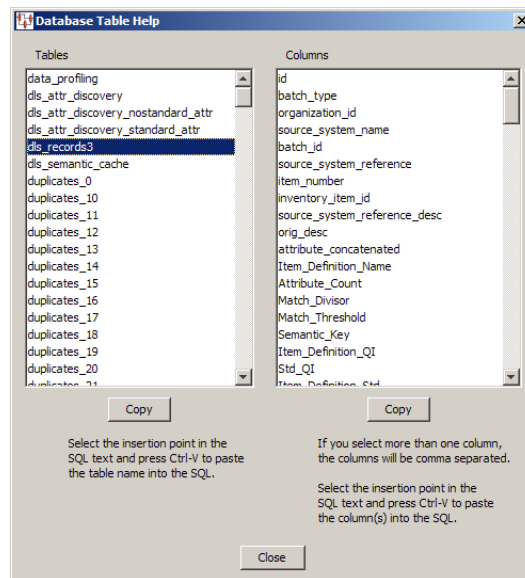 Database Table Help
Tables
data_profiling
dls_attr_discovery
dls_attr_discovery_nostandard_attr
dls_attr_discovery_standard_attr
dls_records3
dls_semantic_cache
duplicates_0
duplicates_10
duplicates_11
duplicates_12
duplicates_13
duplicates_14
duplicates_15
duplicates_16
duplicates_17
duplicates_18
duplicates_19
duplicates_20
duplicates_21
Copy
Select the insertion point in the
SQL text and press Ctrl-V to paste
the table name into the SQL.
Columns
id
batch_type
organization_id
source_system_name
batch_id
source_system_reference
item_number
inventory_item_id
source_system_reference_desc
orig_desc
attribute_concatenated
Item_Definition_Name
Attribute_Count
Match_Divisor
Match_Threshold
Semantic_Key
Item_Definition_QI
Std_QI
Item_Definition_Std
Copy
If you select more than one column,
the columns will be comma separated.
Select the insertion point in the
SQL text and press Ctrl-V to paste
the column(s) into the SQL.
Close